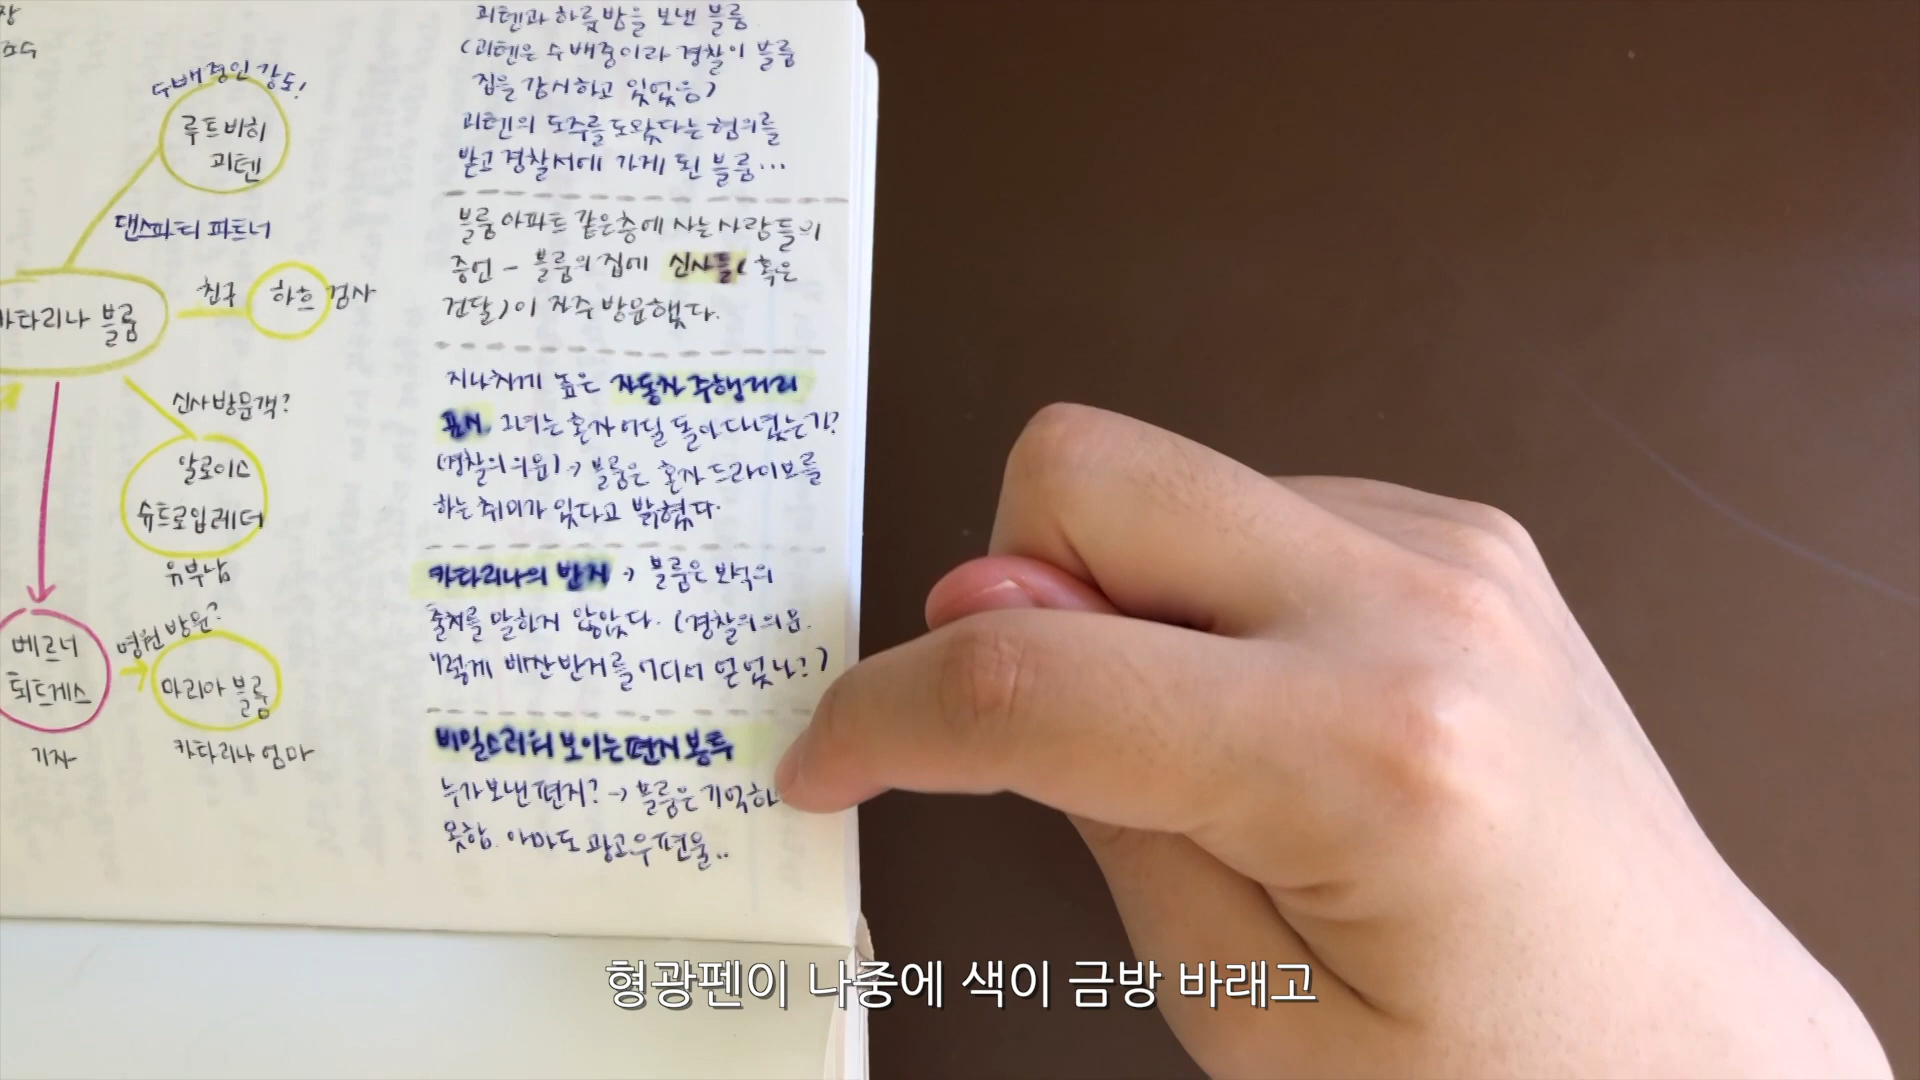 장
교수
수배중인 강도!
루트비히
괴텐
댄스파티 파트너
카타리나 블룸
친구
하흐 검사
신사방문객?
알로이스
슈트로입레더
유부남
베르너
퇴트게스
기자
병원 방문?
마리아 블룸
카타리나 엄마
괴텐과 하룻밤을 보낸 블룸
(괴텐은 수배중이라 경찰이 블룸
집을 감시하고 있었음)
괴텐의 도주를 도왔다는 혐의를
받고 경찰서에 가게 된 블룸...
블룸 아파트 같은층에 사는 사람들의
증언 - 블룸의 집에 신사들( 혹은
건달)이 자주 방문했다.
지나치게 높은 자동차 주행거리
표시. 그녀는 혼자 어딜 돌아다녔는가?
(경찰의 의문) → 블룸은 혼자 드라이브를
하는 취미가 있다고 밝혔다.
카타리나의 반지 → 블룸은 보석의
출처를 말하지 않았다. (경찰의 의문.
이렇게 비싼 반지를 어디서 얻었나?)
비밀스러워 보이는 편지 봉투
누가 보낸 편지? → 블룸은 기억하
못함. 아마도 광고우편물..
형광펜이 나중에 색이 금방 바래고